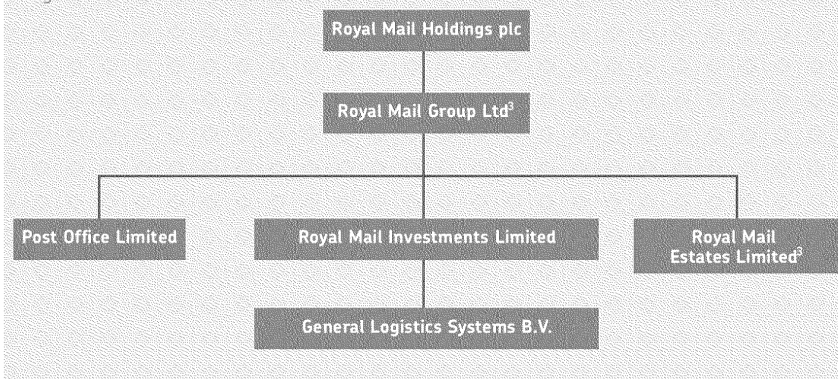 Royal Mail Holdings plc
Royal Mail Group Ltd³
Post Office Limited
Royal Mail Investments Limited
Royal Mail
Estates Limited³
General Logistics Systems B.V.